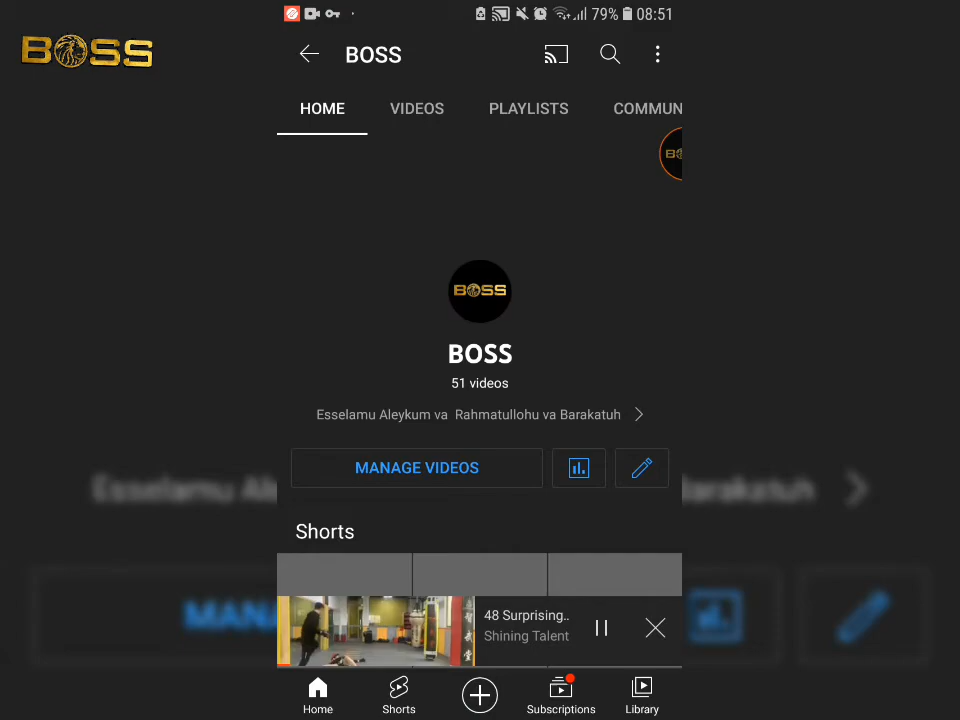 BOSS
79% 08:51
BOSS
HOME VIDEOS PLAYLISTS COMMUN
BOSS
BOSS
51 videos
Esselamu Aleykum va Rahmatullohu va Barakatuh
MANAGE VIDEOS
Shorts
48 Surprising..
Shining Talent
Home Shorts Subscriptions Library